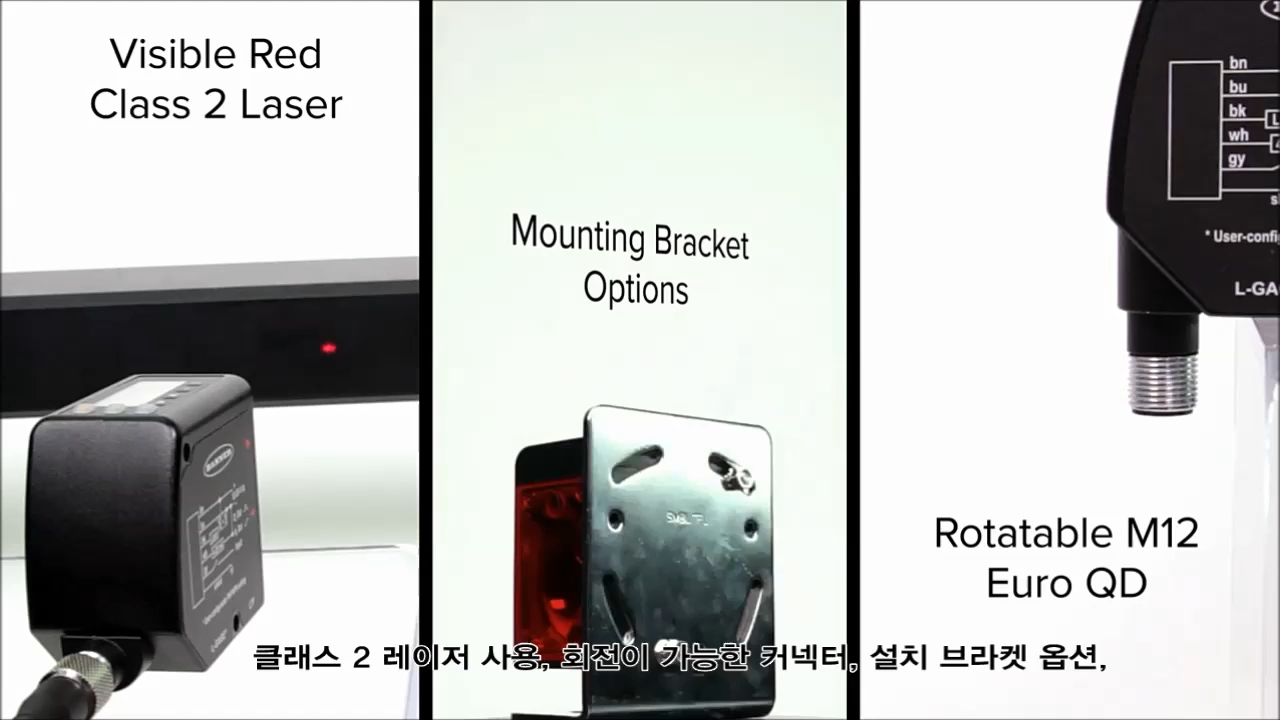 Visible Red
Class 2 Laser
BANNER
Mounting Bracket
Options
bn
bu
bk
wh
gy
* User-config
L-GA
Rotatable M12
Euro QD
클래스 2 레이저 사용, 회전이 가능한 커넥터, 설치 브라켓 옵션,